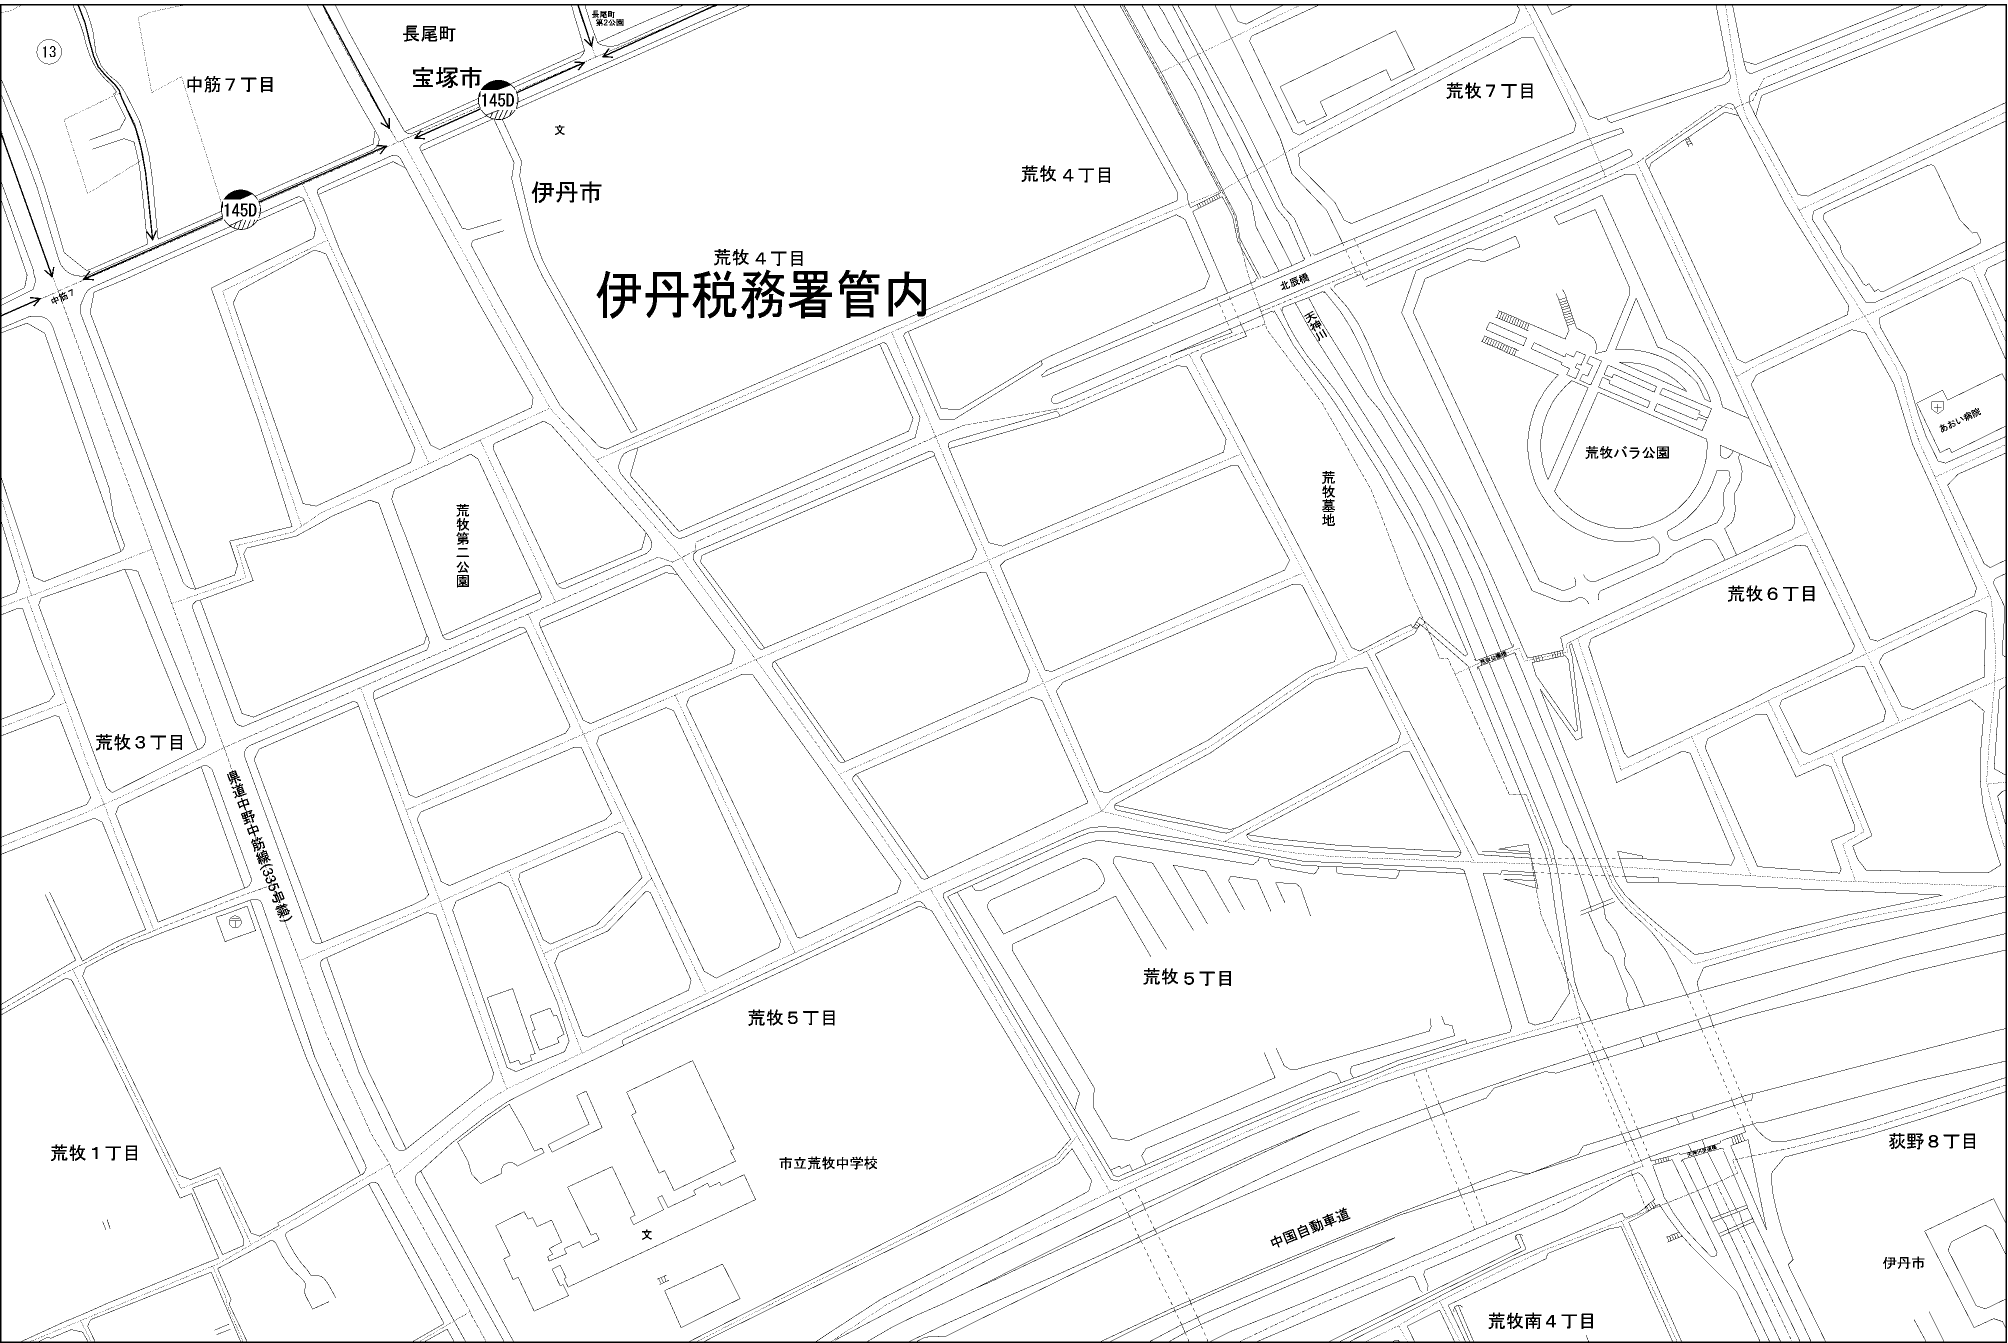 長尾町
第2公園
13
長尾町
中筋７丁目
宝塚市
145D
荒牧７丁目
文
荒牧４丁目
伊丹市
145D
荒牧４丁目
伊丹税務署管内
中筋7
北辰橋
天神川
あおい病院
荒牧バラ公園
荒牧墓地
荒牧第二公園
荒牧６丁目
荒牧３丁目
県道中野中筋線(335号線)
荒牧５丁目
荒牧５丁目
荒牧１丁目
市立荒牧中学校
荻野８丁目
文
中国自動車道
伊丹市
荒牧南４丁目